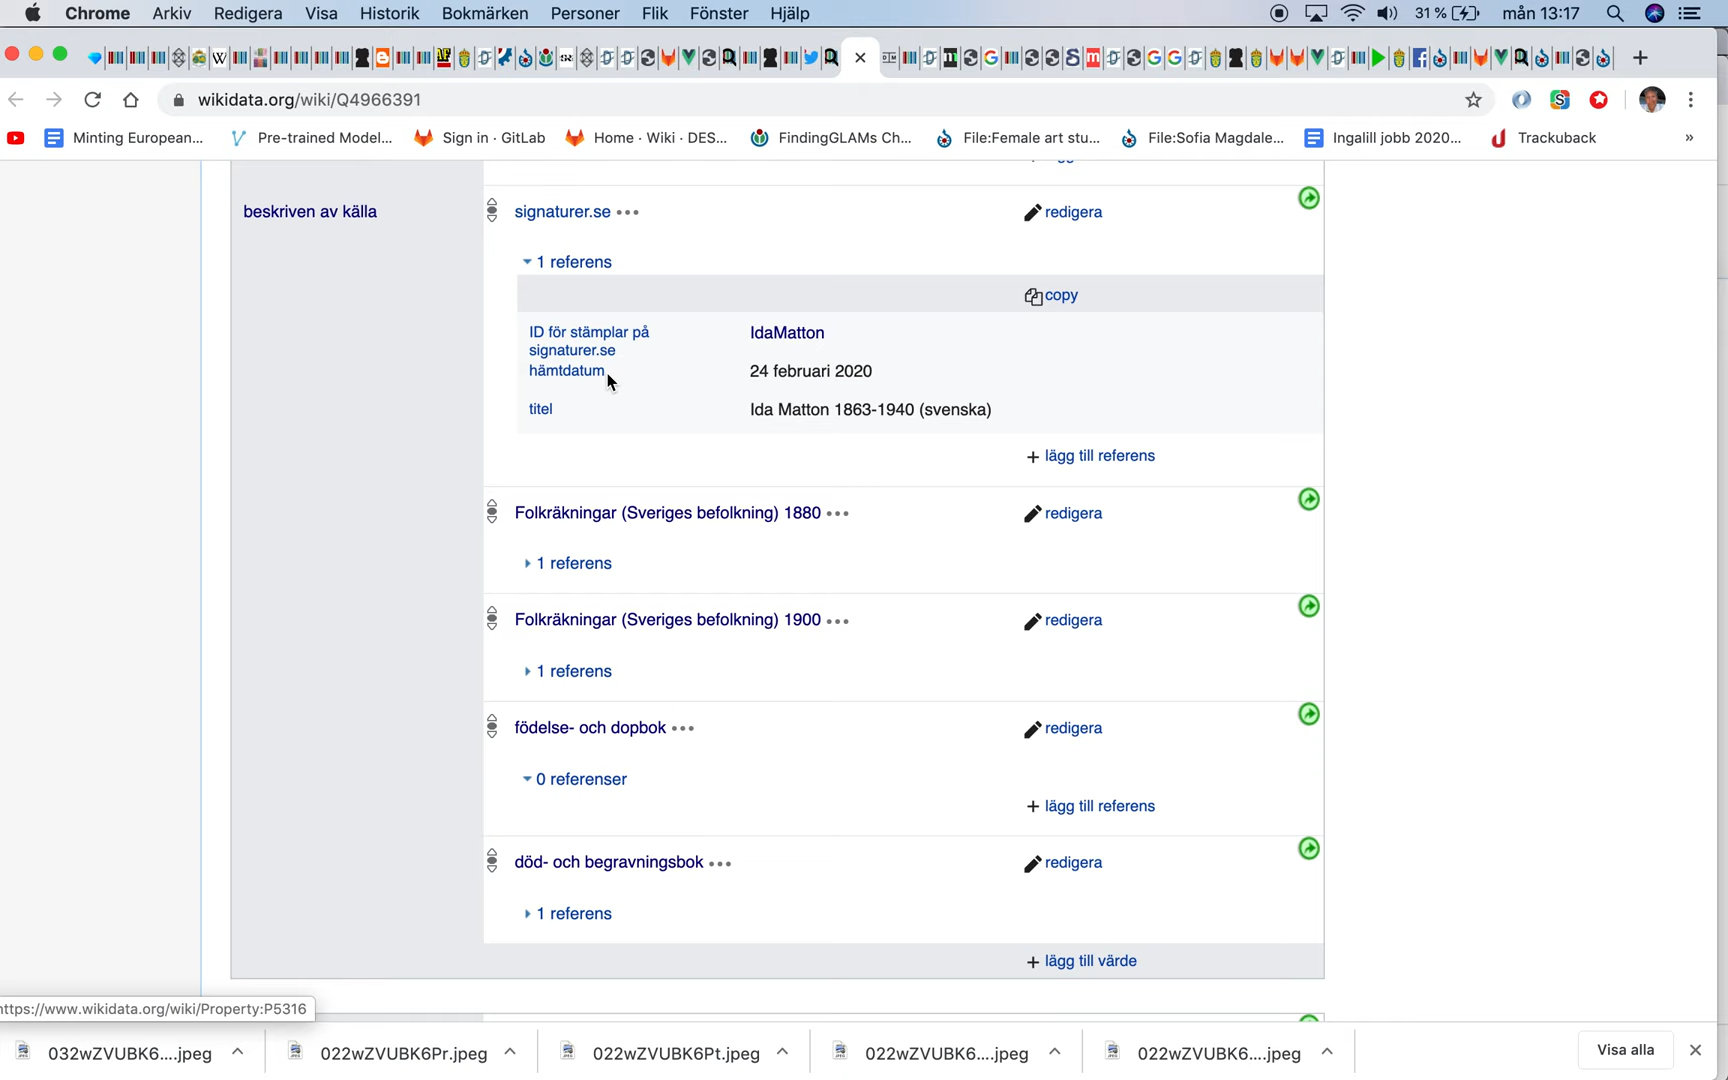 Chrome Arkiv Redigera Visa Historik Bokmärken Personer Flik Fönster Hjälp 31 % mån 13:17
wikidata.org/wiki/Q4966391
Minting European... Pre-trained Model... Sign in · GitLab Home · Wiki · DES... FindingGLAMs Ch... File:Female art stu... File:Sofia Magdale... Ingalill jobb 2020... Trackuback »
beskriven av källa
signaturer.se
redigera
1 referens
copy
ID för stämplar på signaturer.se
IdaMatton
hämtdatum
24 februari 2020
titel
Ida Matton 1863-1940 (svenska)
+ lägg till referens
Folkräkningar (Sveriges befolkning) 1880
redigera
1 referens
Folkräkningar (Sveriges befolkning) 1900
redigera
1 referens
födelse- och dopbok
redigera
0 referenser
+ lägg till referens
död- och begravningsbok
redigera
1 referens
+ lägg till värde
https://www.wikidata.org/wiki/Property:P5316
032wZVUBK6....jpeg 022wZVUBK6Pr.jpeg 022wZVUBK6Pt.jpeg 022wZVUBK6....jpeg 022wZVUBK6....jpeg Visa alla